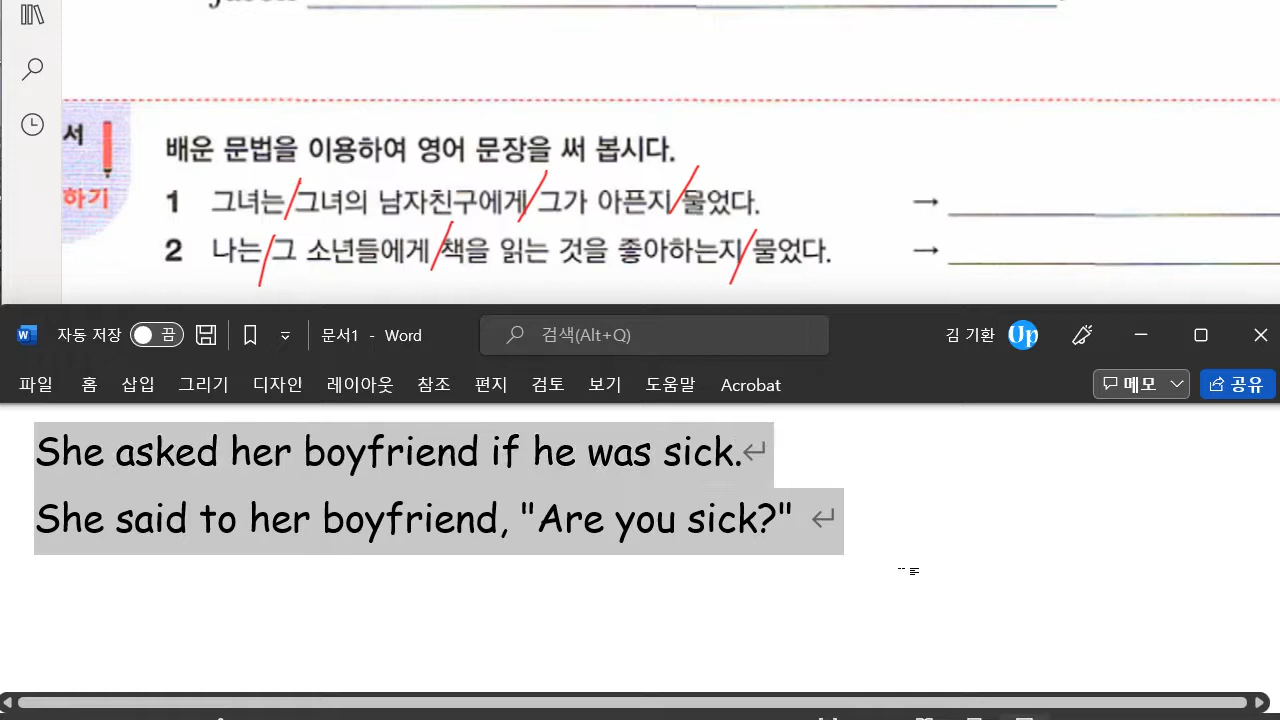 서
하기
배운 문법을 이용하여 영어 문장을 써 봅시다.
1 그녀는 그녀의 남자친구에게 그가 아픈지 물었다. →
2 나는 그 소년들에게 책을 읽는 것을 좋아하는지 물었다. →
자동 저장 끔 문서1 - Word 검색(Alt+Q) 김 기환 Up
파일 홈 삽입 그리기 디자인 레이아웃 참조 편지 검토 보기 도움말 Acrobat 메모 공유
She asked her boyfriend if he was sick.
She said to her boyfriend, "Are you sick?"